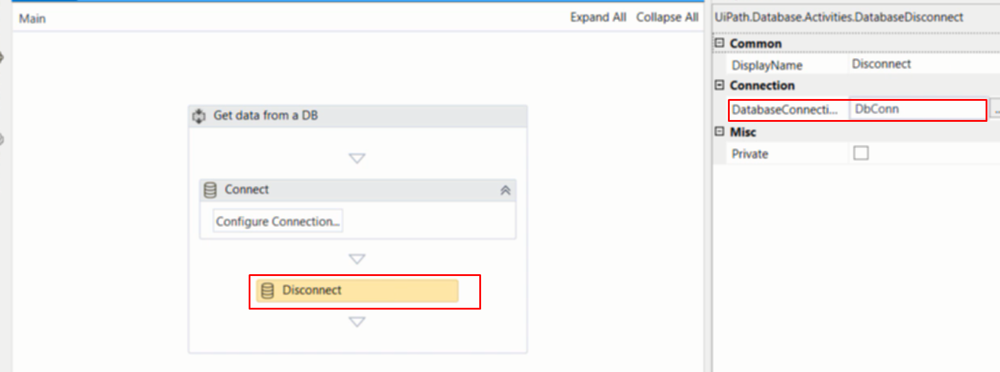 Main
Expand All Collapse All
Get data from a DB
Connect
Configure Connection...
Disconnect
UiPath.Database.Activities.DatabaseDisconnect
Common
DisplayName Disconnect
Connection
DatabaseConnecti... DbConn ...
Misc
Private